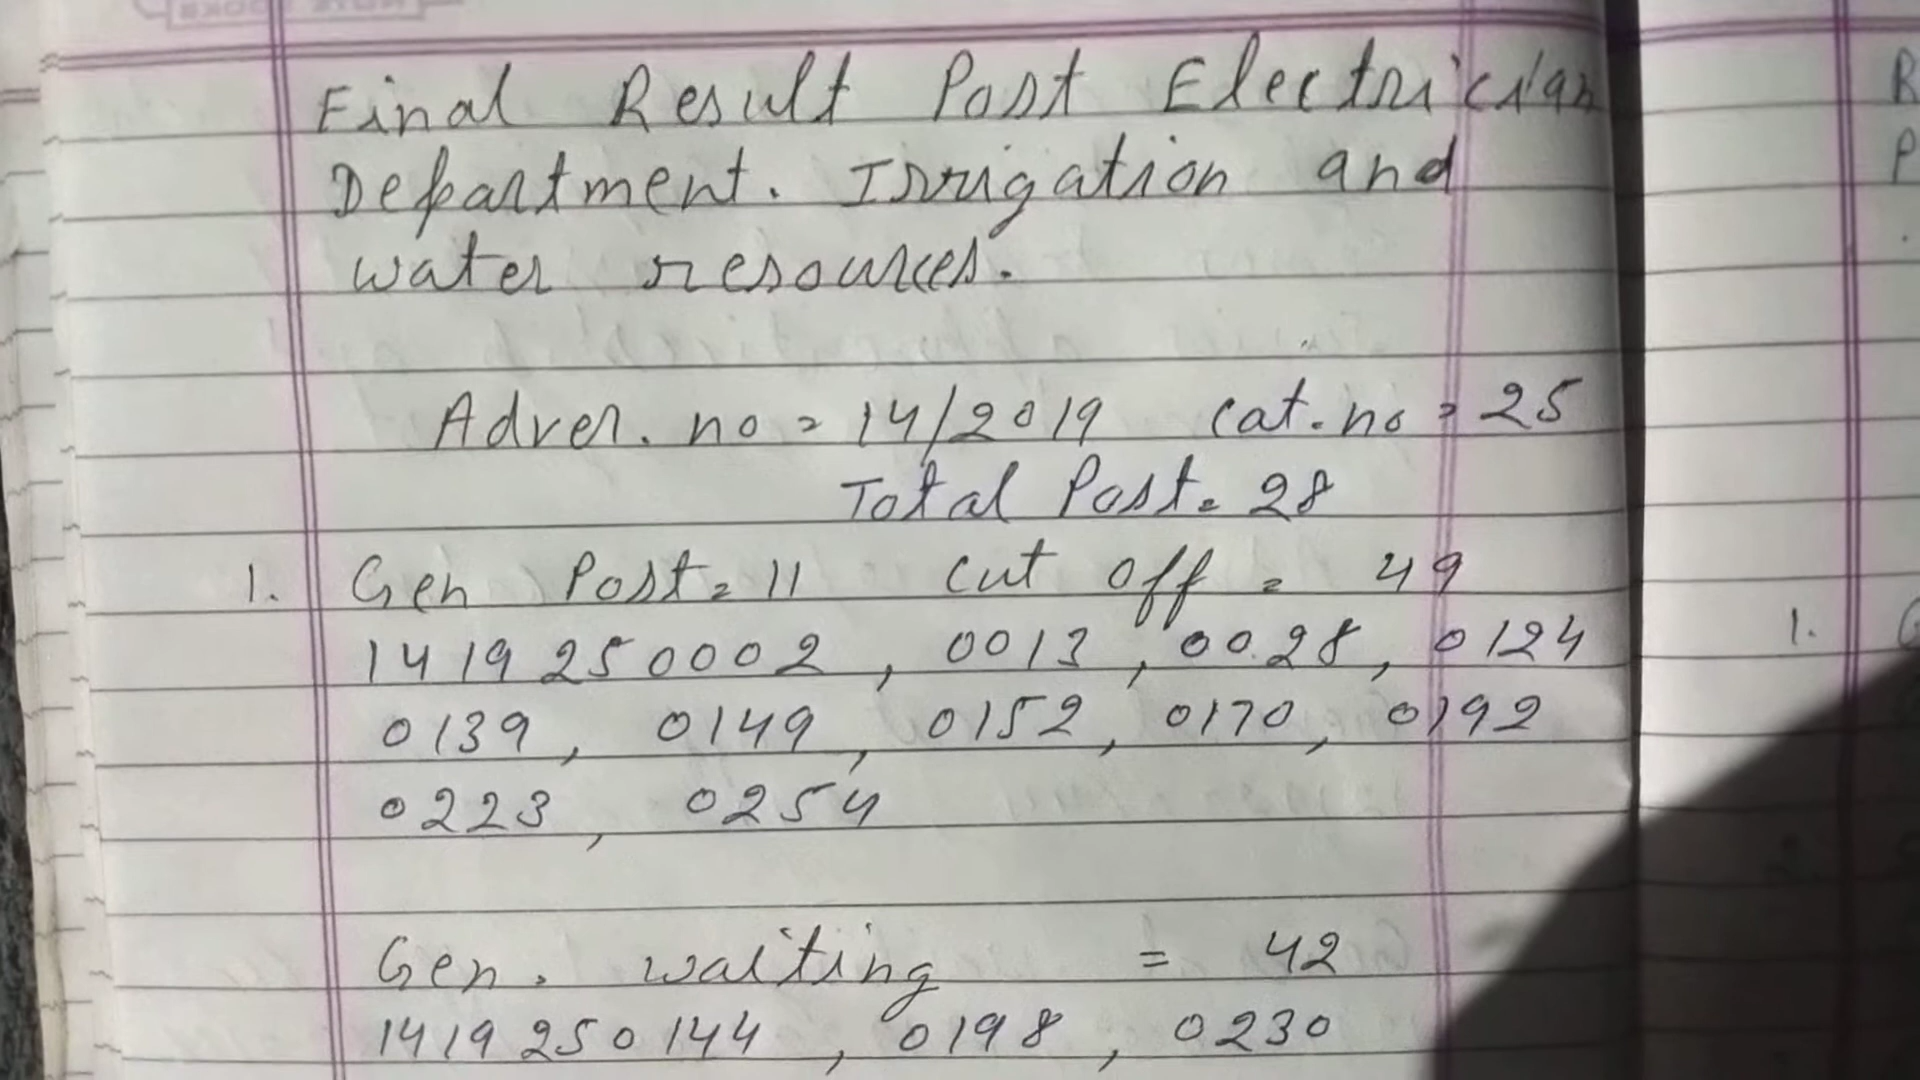 Final Result Post Electrician
Department. Irrigation and
water resources.
Adver. no = 14/2019 cat. no = 25
Total Post = 28
1. Gen Post = 11 cut off = 49
1419250002, 0013, 0028, 0124
0139, 0149, 0152, 0170, 0192
0223, 0254
Gen. waiting = 42
1419250144, 0198, 0230
R
P
1.